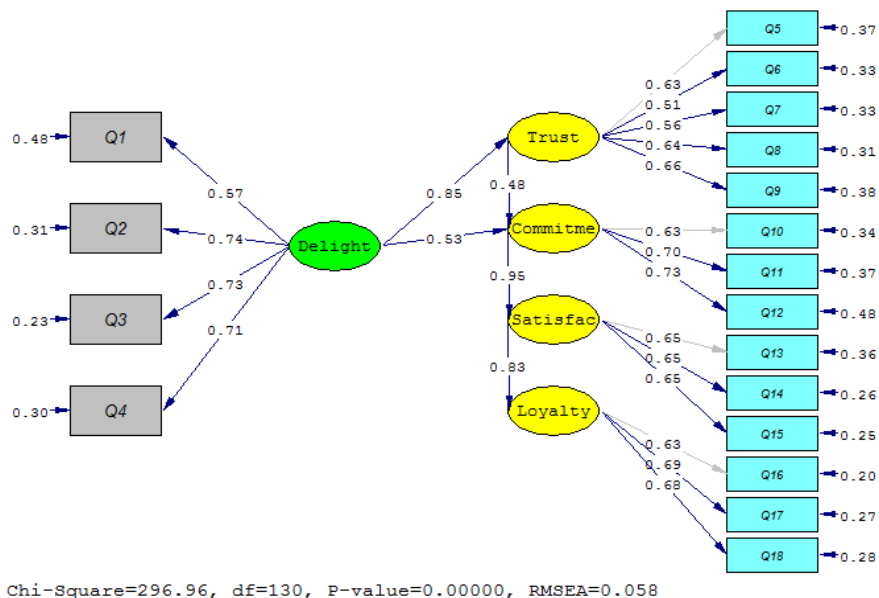 Q5
0.37
Q6
0.33
0.63
0.51
Q7
0.33
0.48
Q1
Trust
0.56
0.64
Q8
0.31
0.66
0.57
0.85
0.48
Q9
0.38
0.31
Q2
0.74
Delight
0.53
Commitme
0.63
Q10
0.34
0.70
0.73
Q11
0.37
0.73
0.95
0.23
Q3
0.71
Satisfac
Q12
0.48
0.65
0.65
0.65
Q13
0.36
0.83
Q14
0.26
0.30
Q4
Loyalty
Q15
0.25
0.63
0.69
0.68
Q16
0.20
Q17
0.27
Q18
0.28
Chi-Square=296.96, df=130, P-value=0.00000, RMSEA=0.058